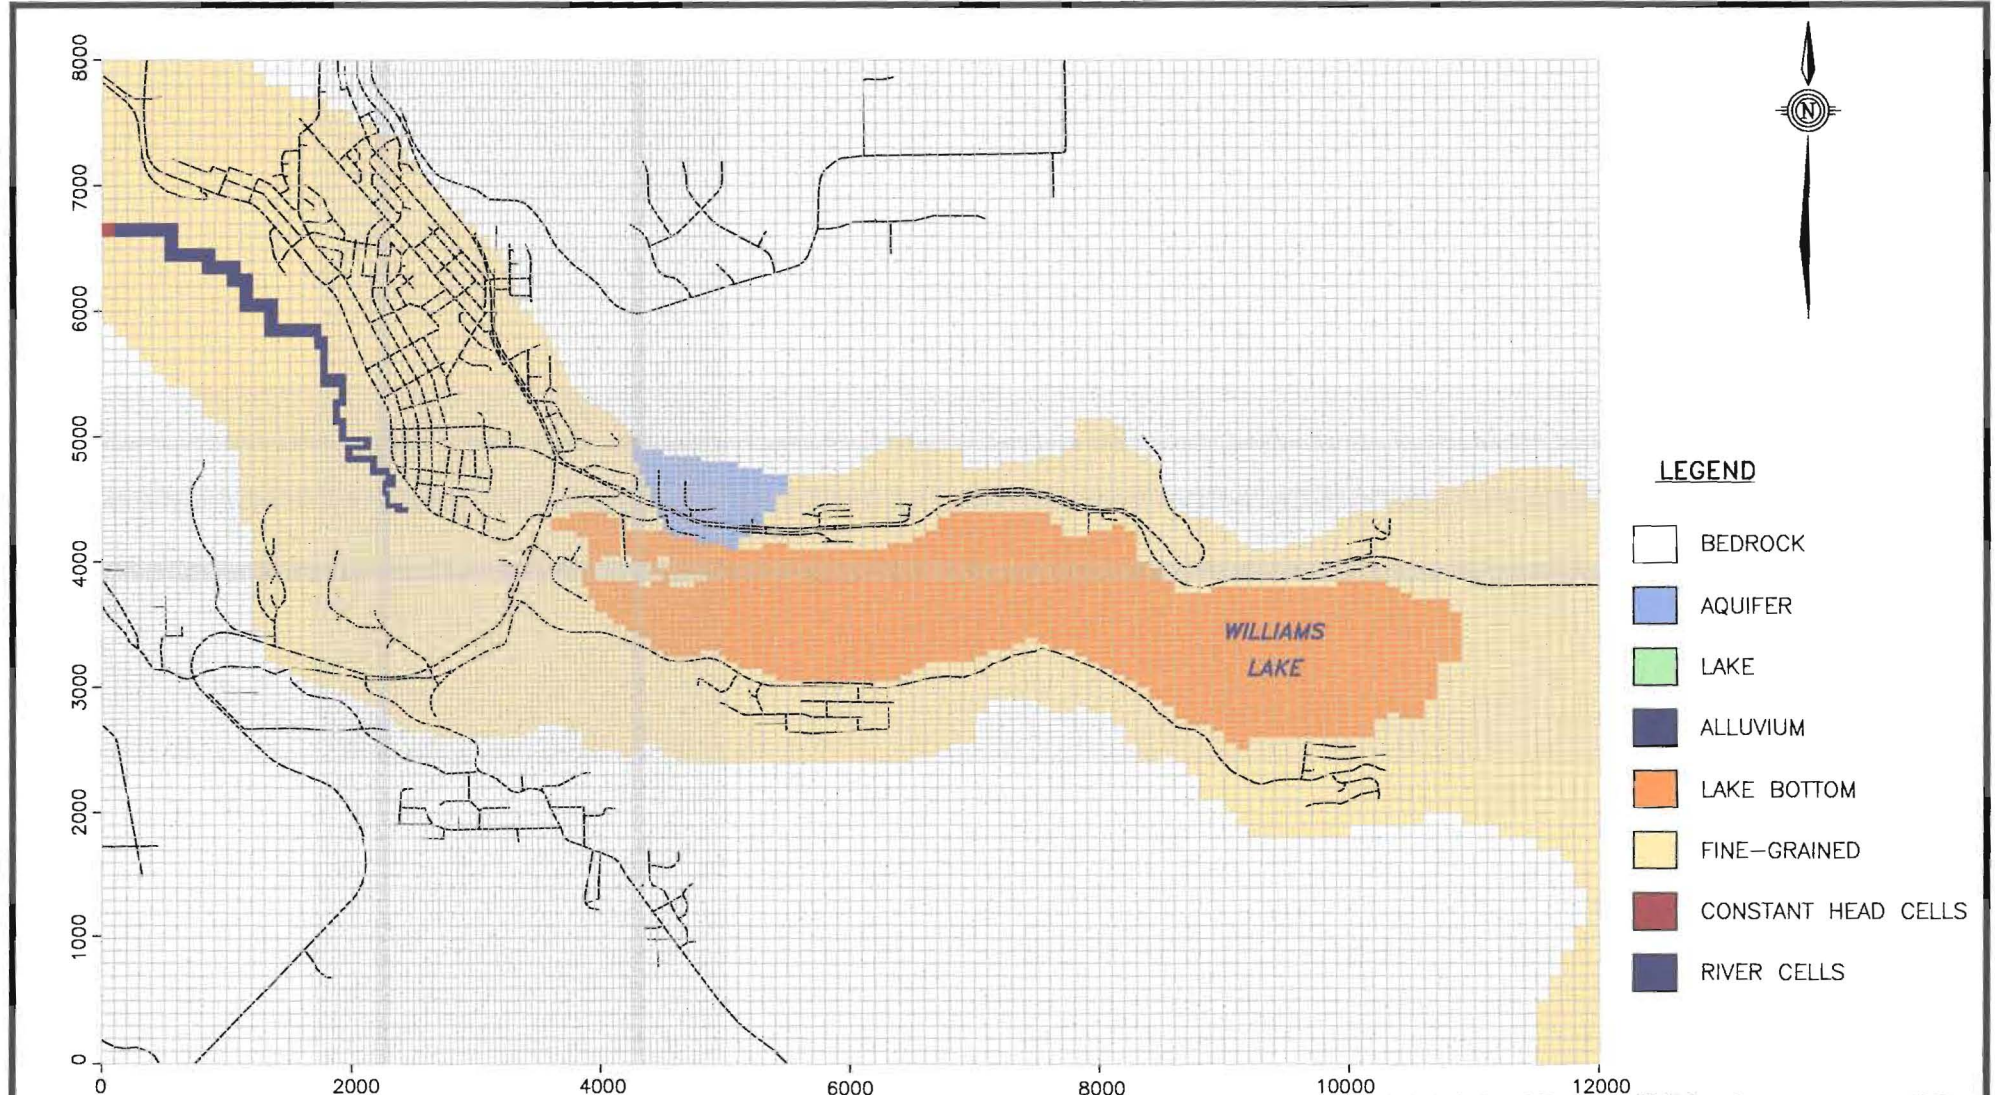 N
8000
7000
6000
5000
4000
3000
2000
1000
0
0
2000
4000
6000
8000
10000
12000
WILLIAMS
LAKE
LEGEND
BEDROCK
AQUIFER
LAKE
ALLUVIUM
LAKE BOTTOM
FINE-GRAINED
CONSTANT HEAD CELLS
RIVER CELLS